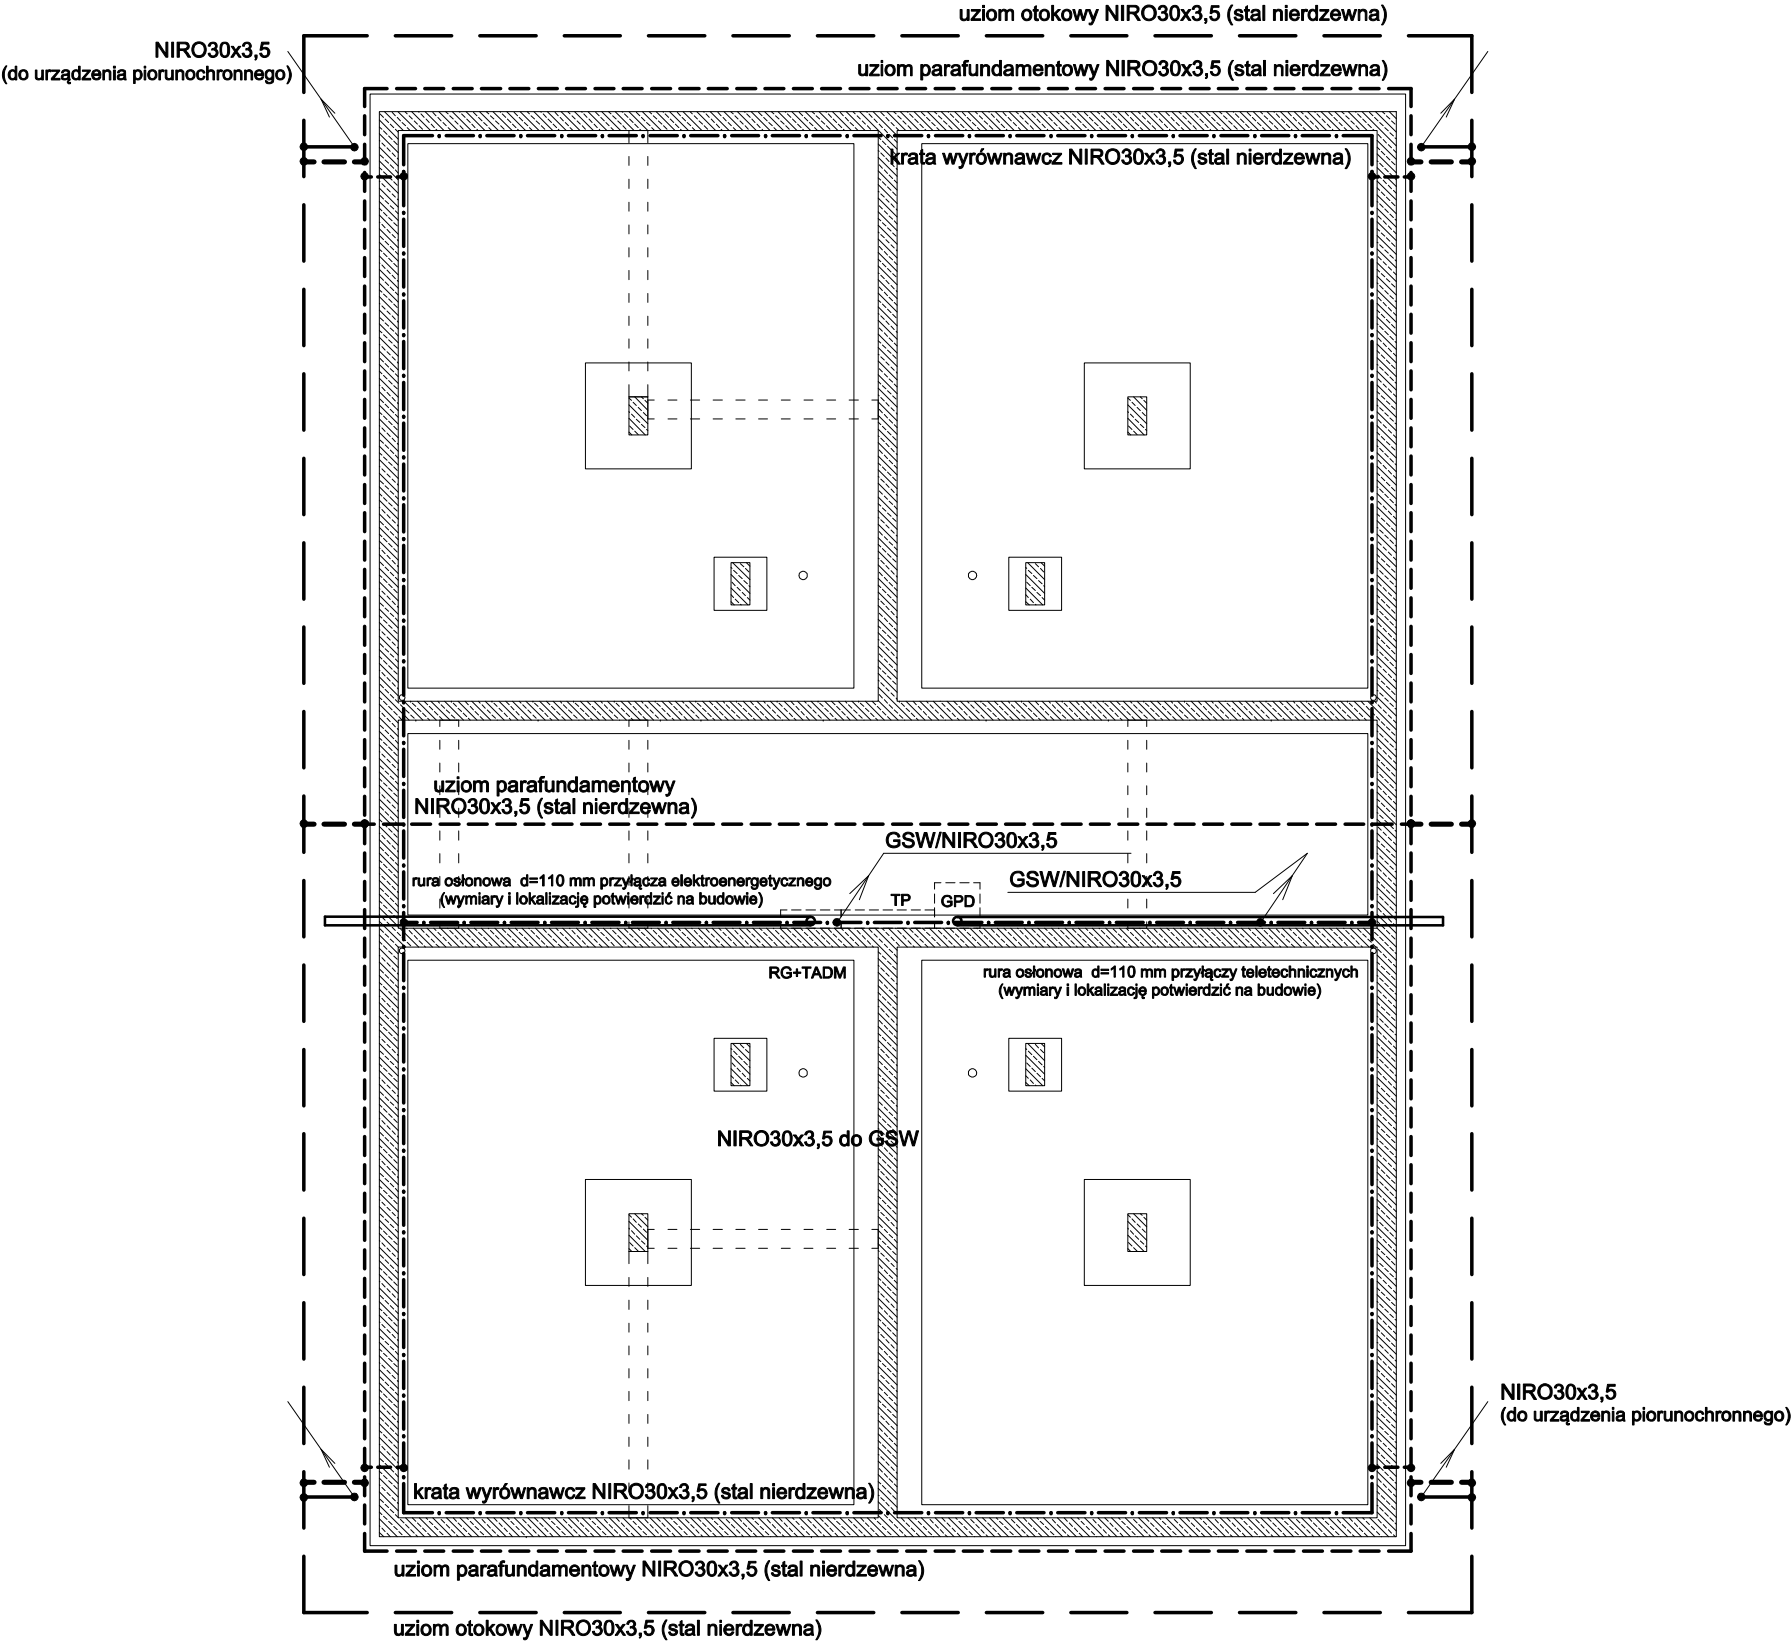 uziom otokowy NIRO30x3,5 (stal nierdzewna)
NIRO30x3,5
(do urządzenia piorunochronnego)
uziom parafundamentowy NIRO30x3,5 (stal nierdzewna)
krata wyrównawcz NIRO30x3,5 (stal nierdzewna)
uziom parafundamentowy
NIRO30x3,5 (stal nierdzewna)
GSW/NIRO30x3,5
GSW/NIRO30x3,5
rura osłonowa d=110 mm przyłącza elektroenergetycznego
(wymiary i lokalizację potwierdzić na budowie)
TP
GPD
RG+TADM
rura osłonowa d=110 mm przyłączy teletechnicznych
(wymiary i lokalizację potwierdzić na budowie)
NIRO30x3,5 do GSW
NIRO30x3,5
(do urządzenia piorunochronnego)
krata wyrównawcz NIRO30x3,5 (stal nierdzewna)
uziom parafundamentowy NIRO30x3,5 (stal nierdzewna)
uziom otokowy NIRO30x3,5 (stal nierdzewna)